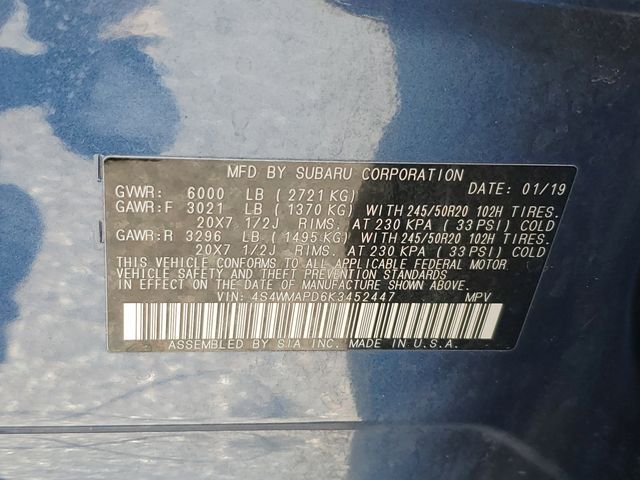 MFD BY SUBARU CORPORATION
GVWR: 6000 LB ( 2721 KG) DATE: 01/19
GAWR:F 3021 LB ( 1370 KG) WITH 245/50R20 102H TIRES.
20X7 1/2J RIMS. AT 230 KPA ( 33 PSI) COLD
GAWR:R 3296 LB ( 1495 KG) WITH 245/50R20 102H TIRES.
20X7 1/2J RIMS. AT 230 KPA ( 33 PSI) COLD
THIS VEHICLE CONFORMS TO ALL APPLICABLE FEDERAL MOTOR
VEHICLE SAFETY AND THEFT PREVENTION STANDARDS
IN EFFECT ON THE DATE OF MANUFACTURE SHOWN ABOVE.
VIN: 4S4WMAPD6K3452447 MPV
ASSEMBLED BY SIA INC. MADE IN U.S.A.